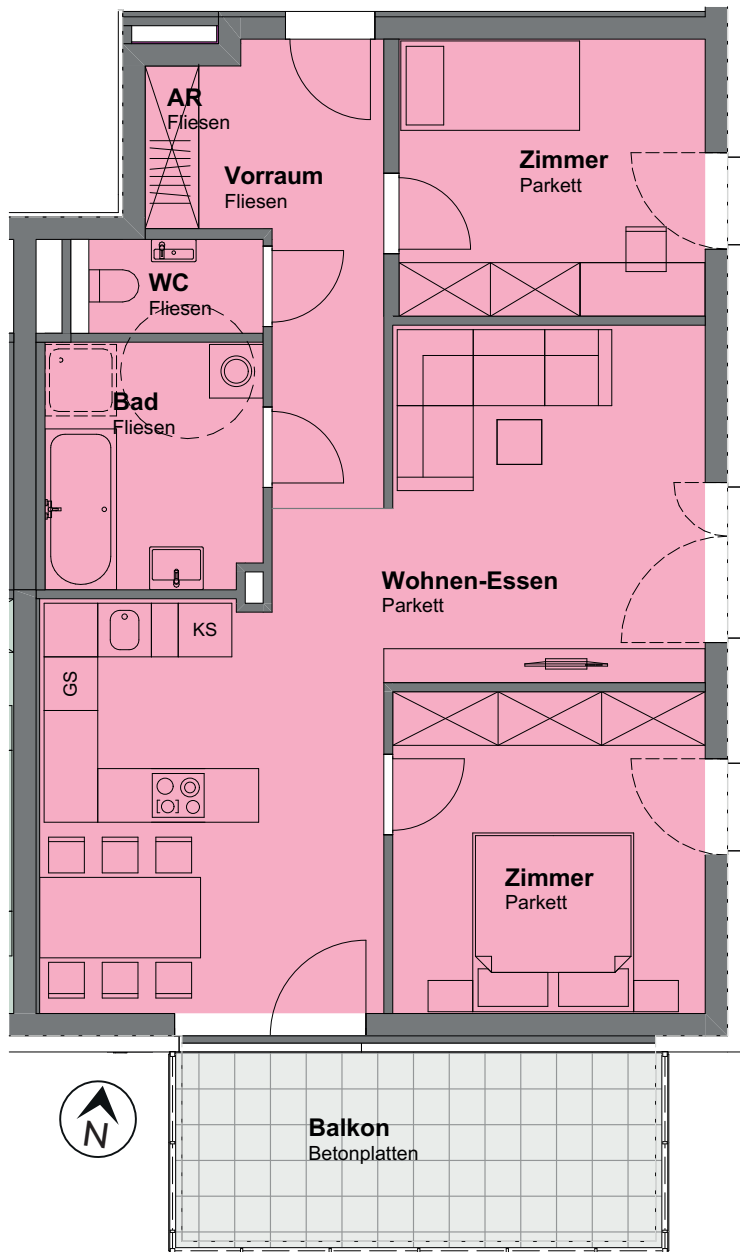 AR
Fliesen
Vorraum
Fliesen
Zimmer
Parkett
WC
Fliesen
Bad
Fliesen
Wohnen-Essen
Parkett
KS
GS
Zimmer
Parkett
Balkon
Betonplatten
N